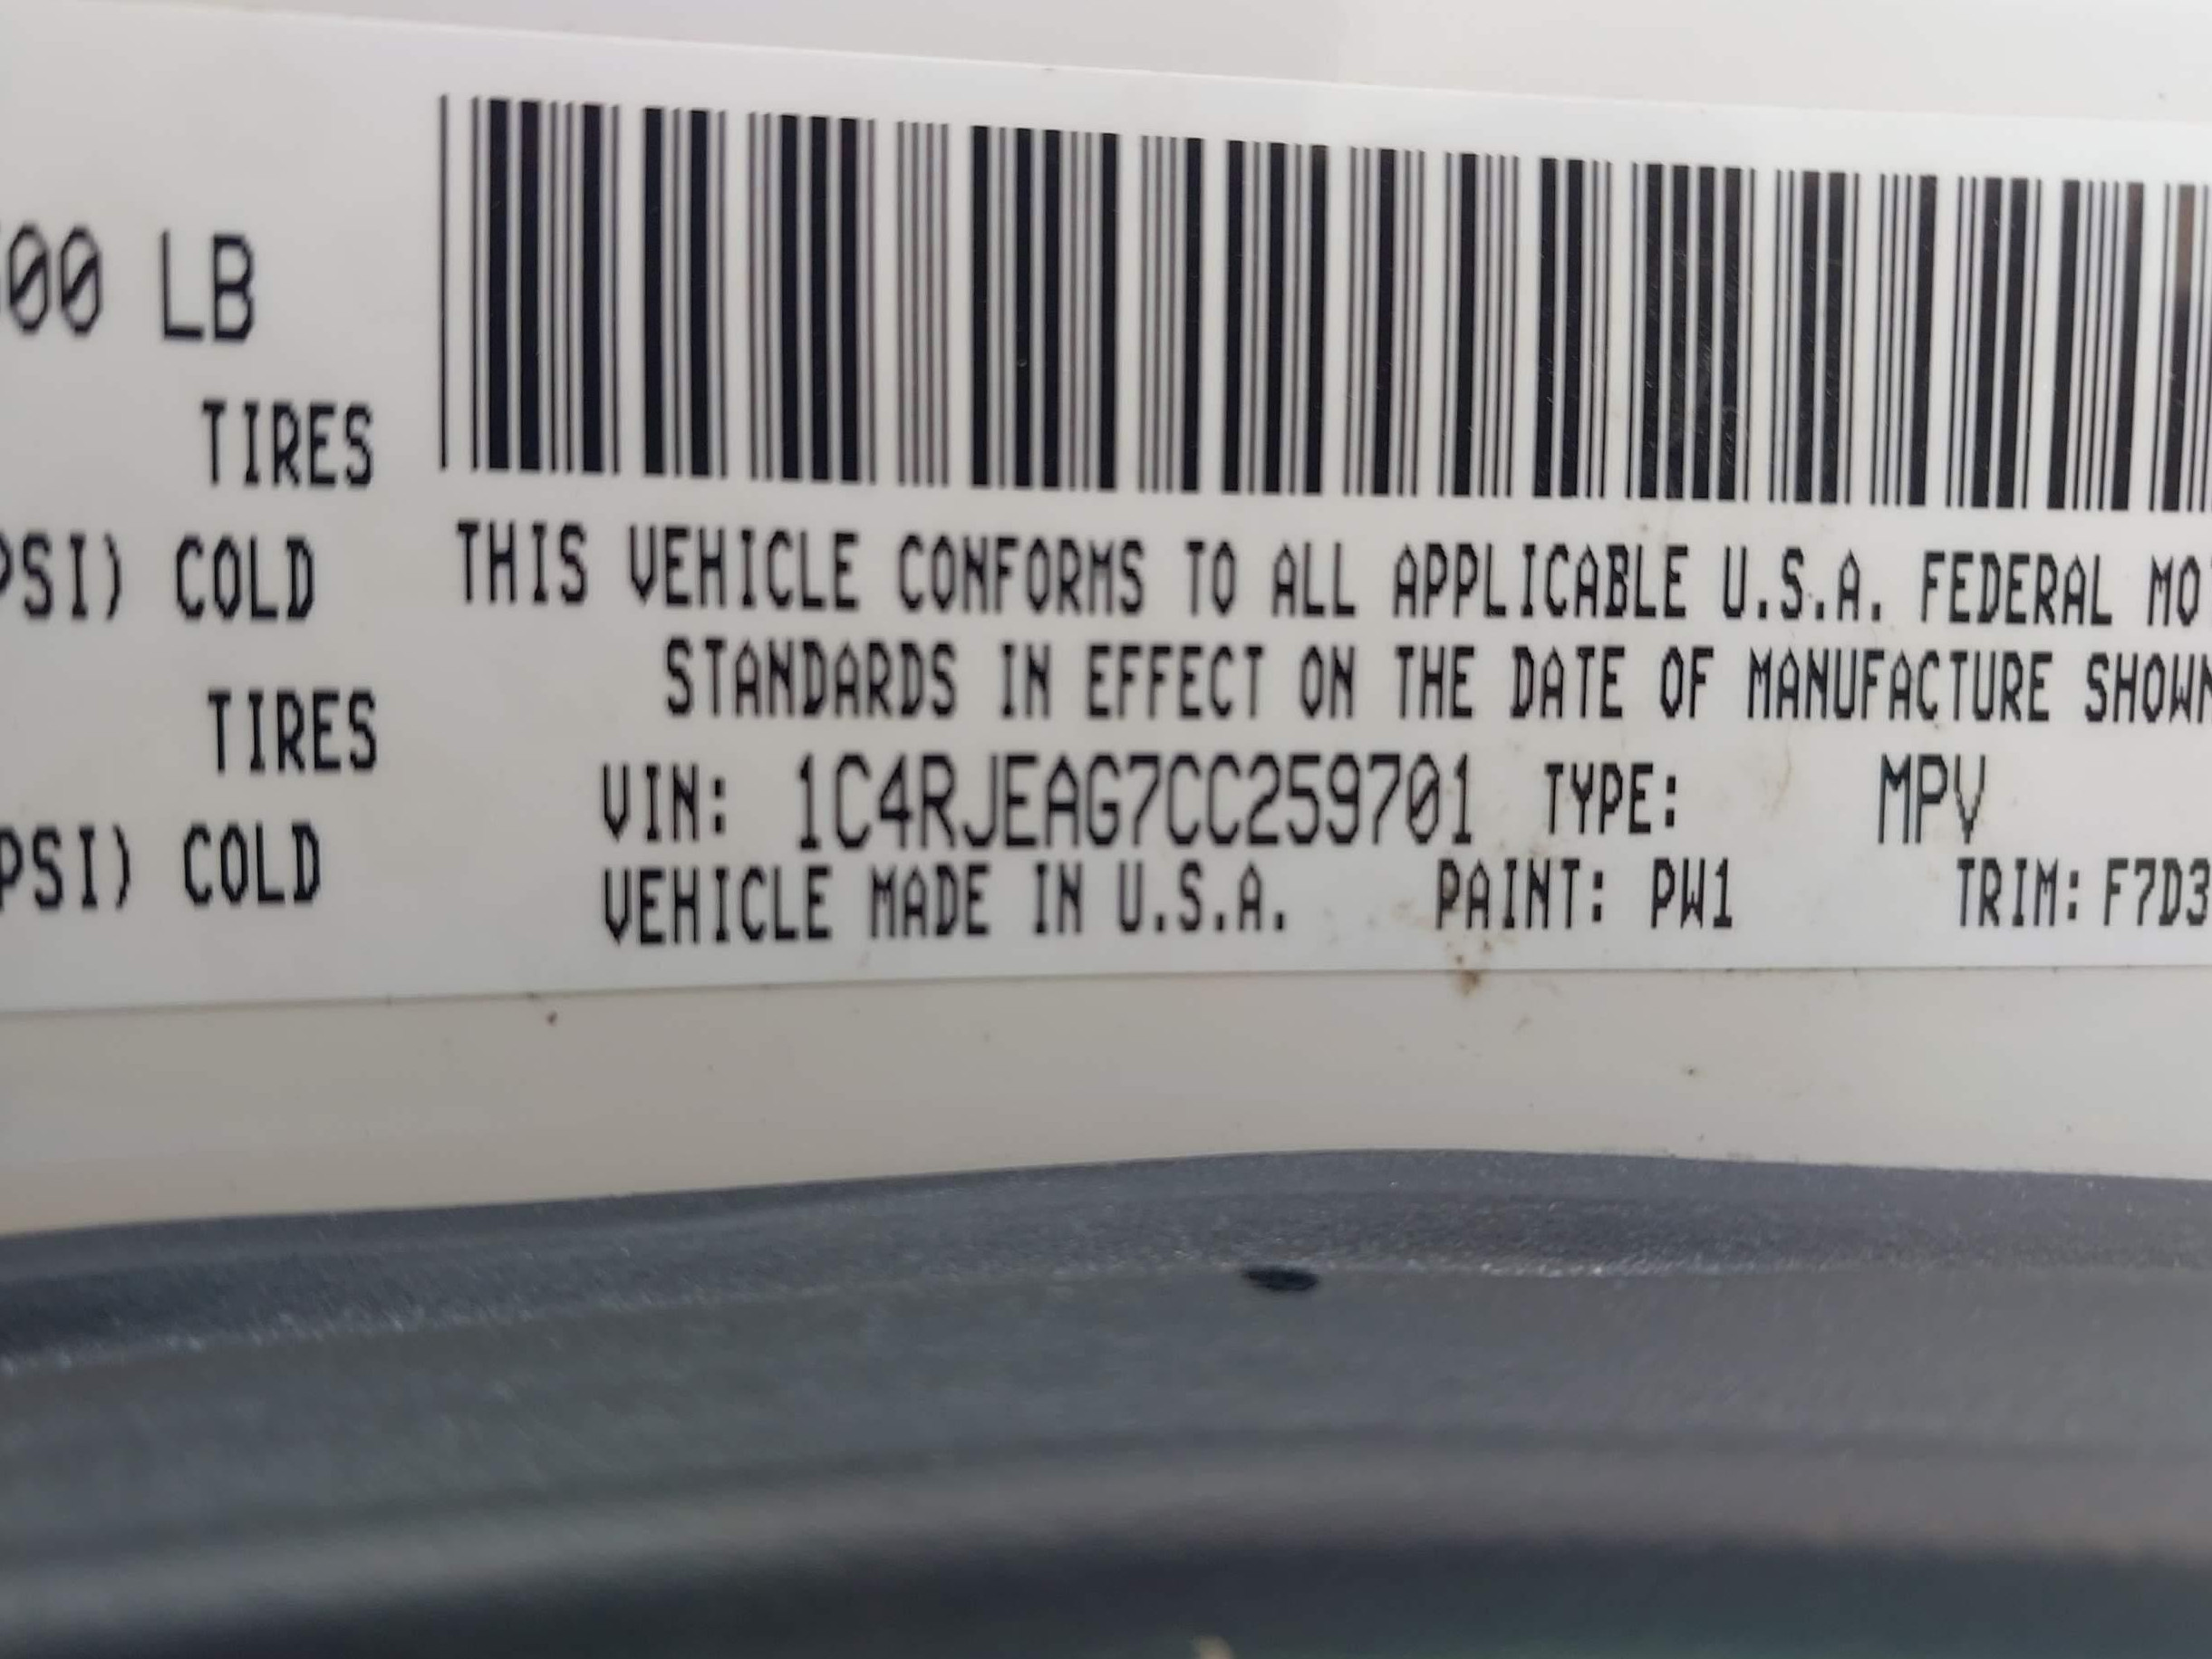 00 LB
TIRES
PSI) COLD
TIRES
PSI) COLD
THIS VEHICLE CONFORMS TO ALL APPLICABLE U.S.A. FEDERAL MO
STANDARDS IN EFFECT ON THE DATE OF MANUFACTURE SHOWN
VIN: 1C4RJEAG7CC259701 TYPE: MPV
VEHICLE MADE IN U.S.A. PAINT: PW1 TRIM: F7D3